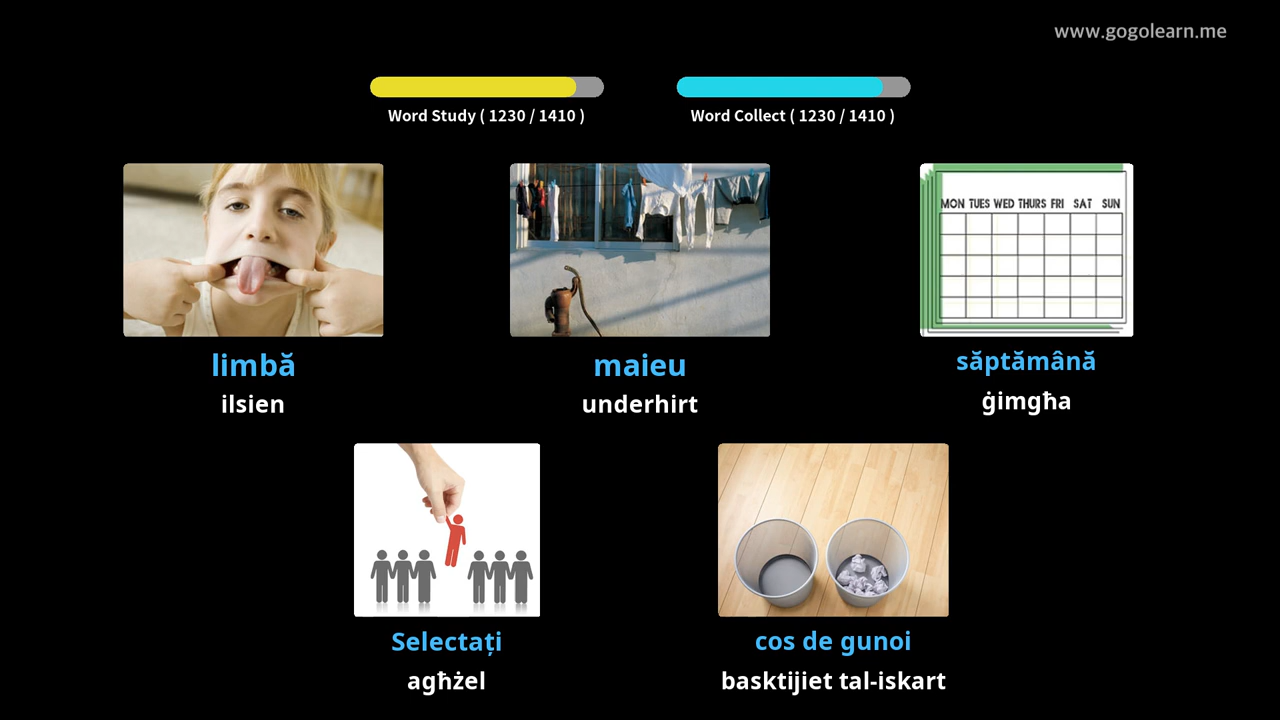 www.gogolearn.me
Word Study ( 1230 / 1410 )
Word Collect ( 1230 / 1410 )
MON TUES WED THURS FRI SAT SUN
limbă
ilsien
maieu
underhirt
săptămână
ġimgħa
Selectați
agħżel
cos de gunoi
basktijiet tal-iskart